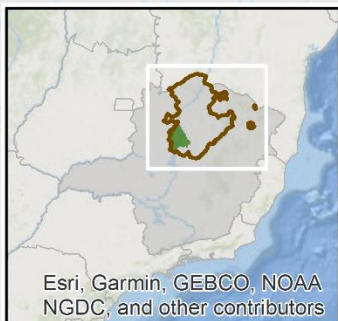 Esri, Garmin, GEBCO, NOAA
NGDC, and other contributors